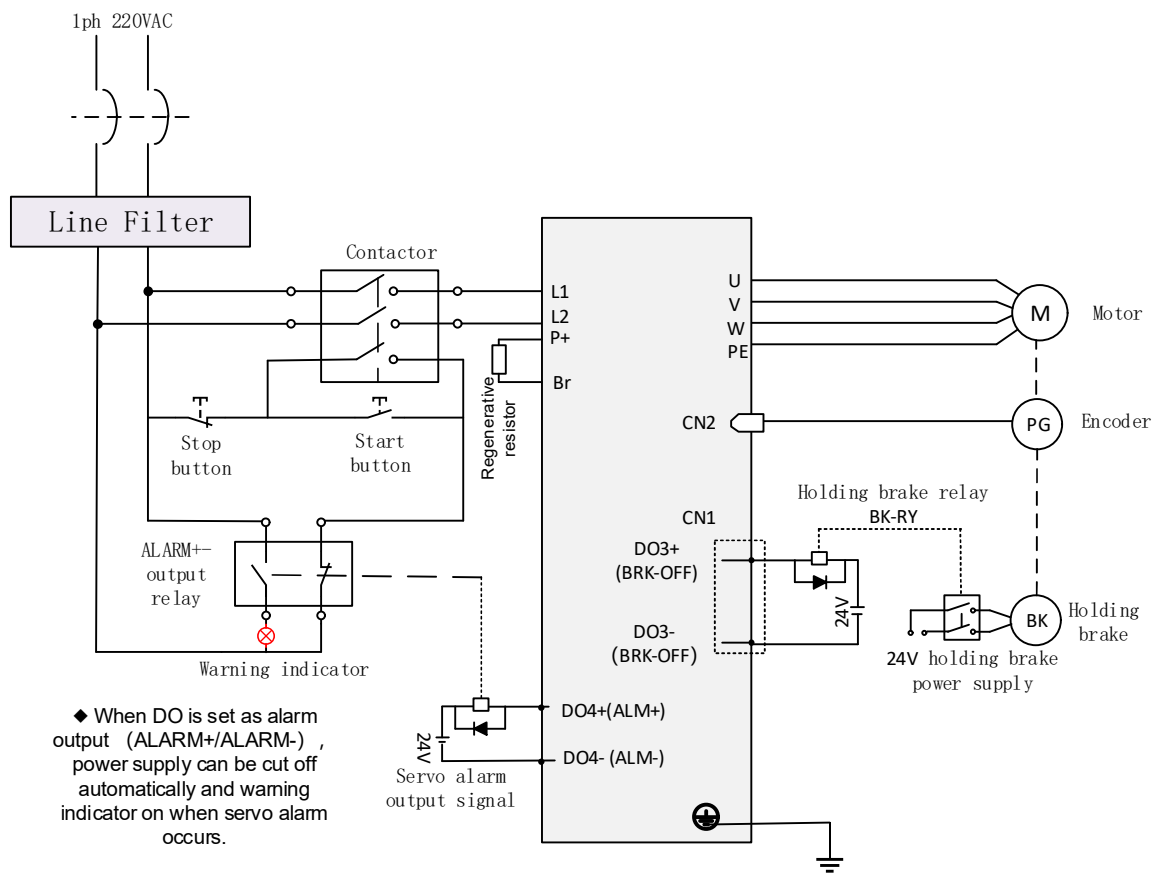 1ph 220VAC
Line Filter
Contactor
L1
L2
P+
Br
Regenerative
resistor
U
V
W
PE
M
Motor
Stop
button
Start
button
CN2
PG
Encoder
Holding brake relay
BK-RY
CN1
DO3+
(BRK-OFF)
24V
DO3-
(BRK-OFF)
BK
Holding
brake
24V holding brake
power supply
ALARM+-
output
relay
Warning indicator
◆ When DO is set as alarm
output （ALARM+/ALARM-），
power supply can be cut off
automatically and warning
indicator on when servo alarm
occurs.
24V
DO4+(ALM+)
DO4- (ALM-)
Servo alarm
output signal